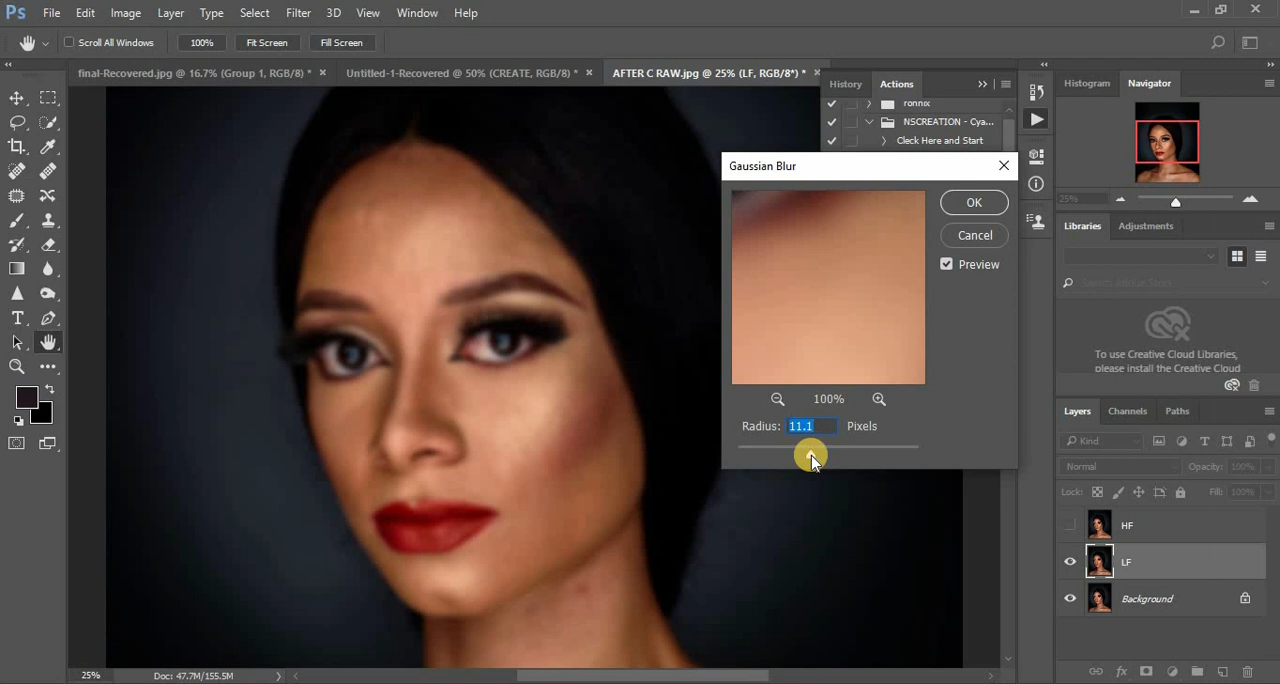 Ps File Edit Image Layer Type Select Filter 3D View Window Help
Scroll All Windows 100% Fit Screen Fill Screen
final-Recovered.jpg @ 16.7% (Group 1, RGB/8) * × Untitled-1-Recovered @ 50% (CREATE, RGB/8) * × AFTER C RAW.jpg @ 25% (LF, RGB/8*) * ×
History Actions
ronnix
NSCREATION - Cya...
Cleck Here and Start
Gaussian Blur
OK
Cancel
Preview
100%
Radius: 11.1 Pixels
Histogram Navigator
25%
Libraries Adjustments
Search Adobe Stock
To use Creative Cloud Libraries,
please install the Creative Cloud
Layers Channels Paths
Kind
Normal Opacity: 100%
Lock: Fill: 100%
HF
LF
Background
25% Doc: 47.7M/155.5M